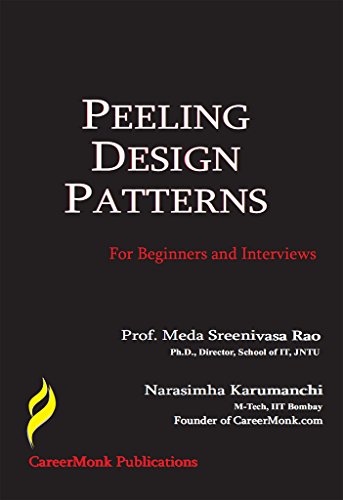 PEELING
DESIGN
PATTERNS
For Beginners and Interviews
Prof. Meda Sreenivasa Rao
Ph.D., Director, School of IT, JNTU
Narasimha Karumanchi
M-Tech, IIT Bombay
Founder of CareerMonk.com
CareerMonk Publications